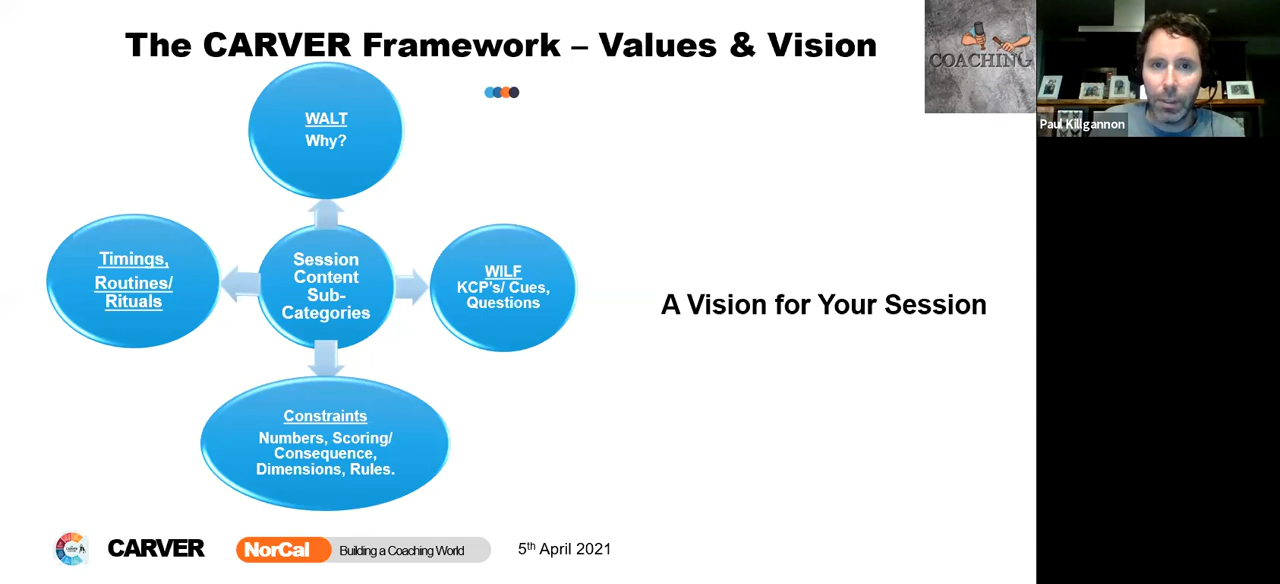 The CARVER Framework – Values & Vision
COACHING
Paul Killgannon
WALT
Why?
Timings,
Routines/
Rituals
Session
Content
Sub-
Categories
WILF
KCP's/ Cues,
Questions
A Vision for Your Session
Constraints
Numbers, Scoring/
Consequence,
Dimensions, Rules.
CARVER
NorCal
Building a Coaching World
5th April 2021